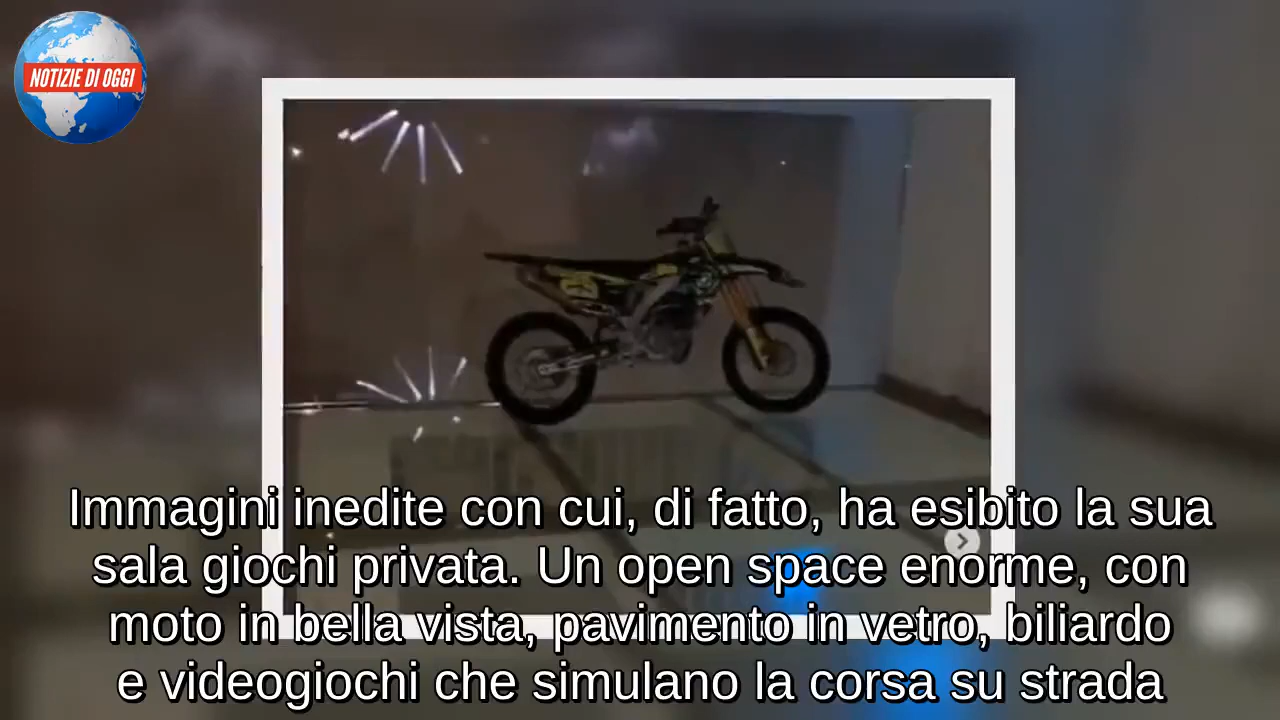 NOTIZIE DI OGGI
Immagini inedite con cui, di fatto, ha esibito la sua
sala giochi privata. Un open space enorme, con
moto in bella vista, pavimento in vetro, biliardo
e videogiochi che simulano la corsa su strada